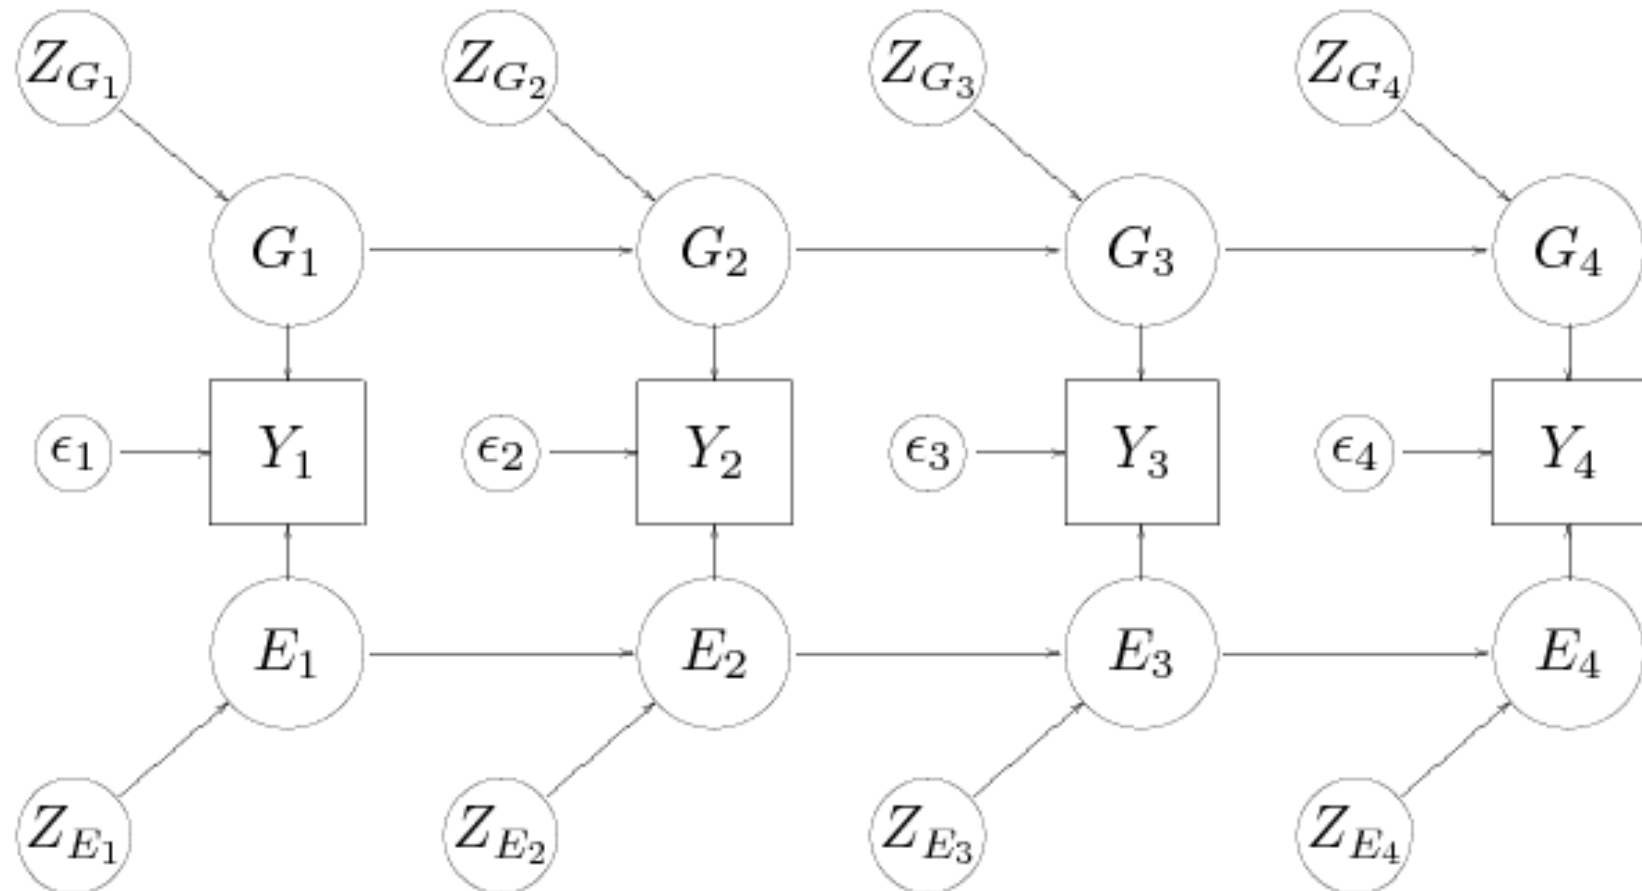 Z_{G_1} Z_{G_2} Z_{G_3} Z_{G_4}
G_1 G_2 G_3 G_4
ϵ_1 Y_1 ϵ_2 Y_2 ϵ_3 Y_3 ϵ_4 Y_4
E_1 E_2 E_3 E_4
Z_{E_1} Z_{E_2} Z_{E_3} Z_{E_4}